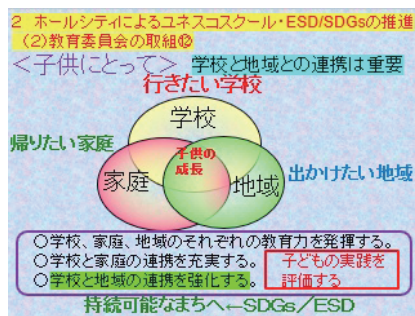 2 ホールシティによるユネスコスクール・ESD/SDGsの推進
(2)教育委員会の取組⑫
<子供にとって> 学校と地域との連携は重要
行きたい学校
学校
帰りたい家庭
子供の
成長
家庭
地域
出かけたい地域
○学校、家庭、地域のそれぞれの教育力を発揮する。
○学校と家庭の連携を充実する。
○学校と地域の連携を強化する。
子どもの実践を
評価する
持続可能なまちへ←SDGs/ESD